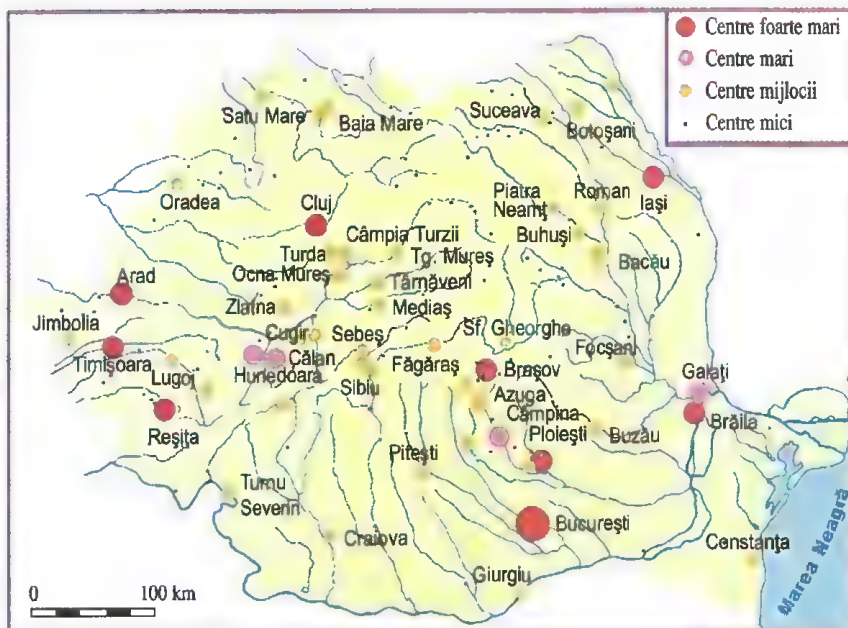 Centre foarte mari
Centre mari
Centre mijlocii
Centre mici
Satu Mare
Baia Mare
Suceava
Botoşani
Oradea
Cluj
Piatra
Neamţ
Roman
Iaşi
Câmpia Turzii
Buhuşi
Turda
Tg. Mureş
Bacău
Ocna Mureş
Arad
Târnăveni
Zlatna
Mediaş
Jimbolia
Cugir
Sebeş
Sf. Gheorghe
Călan
Focşani
Timişoara
Hunedoara
Făgăraş
Braşov
Lugoj
Galaţi
Sibiu
Azuga
Câmpina
Brăila
Reşiţa
Ploieşti
Buzău
Piteşti
Turnu
Severin
Bucureşti
Craiova
Constanţa
Giurgiu
0 100 km
Marea Neagră